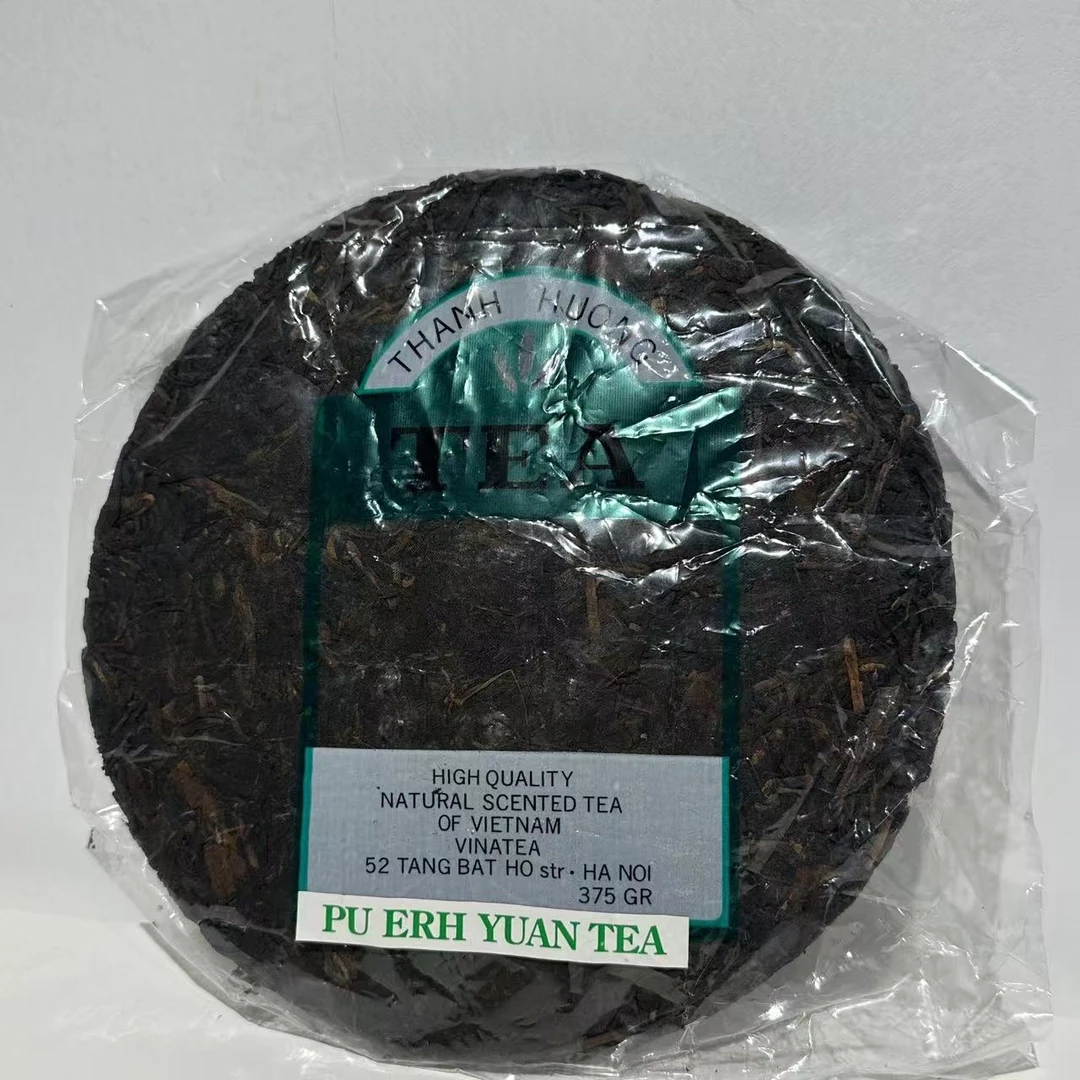 THANH HUONG
TEA
HIGH QUALITY
NATURAL SCENTED TEA
OF VIETNAM
VINATEA
52 TANG BAT HO str · HA NOI
375 GR
PU ERH YUAN TEA